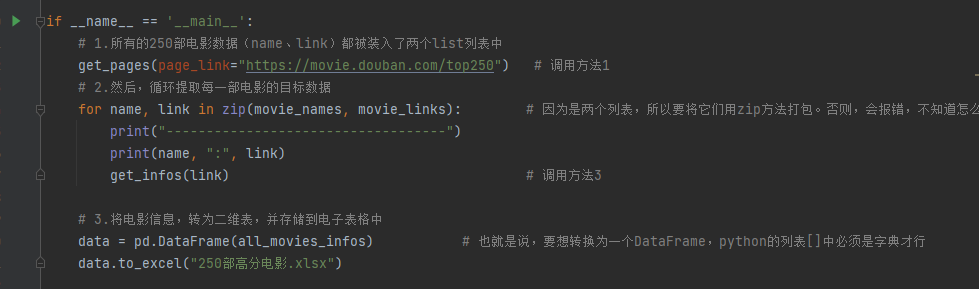 if __name__ == '__main__':
# 1.所有的250部电影数据（name、link）都被装入了两个list列表中
get_pages(page_link="https://movie.douban.com/top250") # 调用方法1
# 2.然后，循环提取每一部电影的目标数据
for name, link in zip(movie_names, movie_links): # 因为是两个列表，所以要将它们用zip方法打包。否则，会报错，不知道怎么
print("-----------------------------------")
print(name, ":", link)
get_infos(link) # 调用方法3
# 3.将电影信息，转为二维表，并存储到电子表格中
data = pd.DataFrame(all_movies_infos) # 也就是说，要想转换为一个DataFrame，python的列表[]中必须是字典才行
data.to_excel("250部高分电影.xlsx")